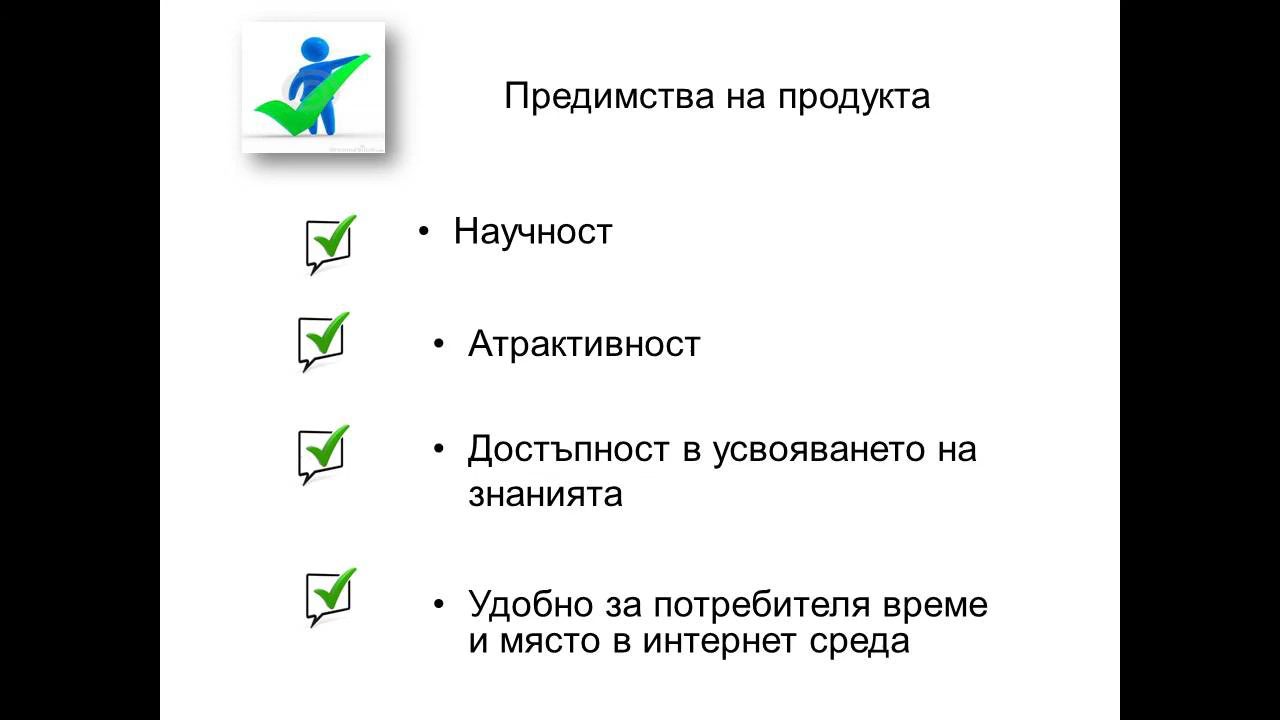 Предимства на продукта
• Научност
• Атрактивност
• Достъпност в усвояването на
знанията
• Удобно за потребителя време
и място в интернет среда